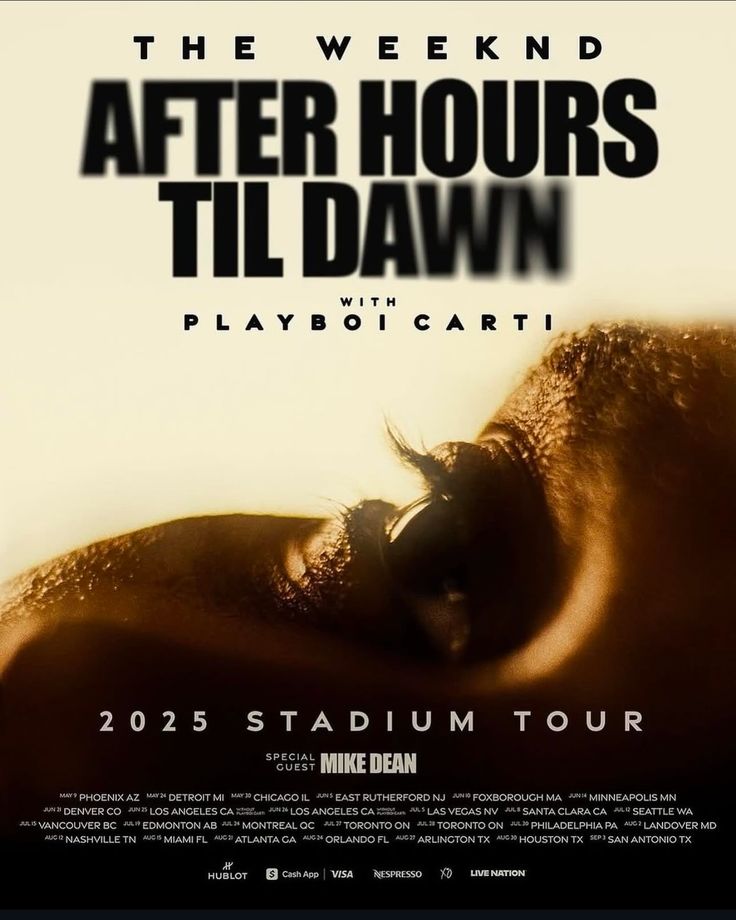 THE WEEKND
AFTER HOURS
TIL DAWN
WITH
PLAYBOI CARTI
2025 STADIUM TOUR
SPECIAL GUEST MIKE DEAN
MAY 9 PHOENIX AZ MAY 24 DETROIT MI MAY 30 CHICAGO IL JUN 5 EAST RUTHERFORD NJ JUN 10 FOXBOROUGH MA JUN 14 MINNEAPOLIS MN
JUN 21 DENVER CO JUN 25 LOS ANGELES CA WITHOUT PLAYBOI CARTI JUN 26 LOS ANGELES CA WITHOUT PLAYBOI CARTI JUL 5 LAS VEGAS NV JUL 8 SANTA CLARA CA JUL 12 SEATTLE WA
JUL 15 VANCOUVER BC JUL 19 EDMONTON AB JUL 24 MONTREAL QC JUL 27 TORONTO ON JUL 28 TORONTO ON JUL 30 PHILADELPHIA PA AUG 2 LANDOVER MD
AUG 12 NASHVILLE TN AUG 15 MIAMI FL AUG 21 ATLANTA GA AUG 24 ORLANDO FL AUG 27 ARLINGTON TX AUG 30 HOUSTON TX SEP 3 SAN ANTONIO TX
HUBLOT Cash App VISA NESPRESSO XO LIVE NATION